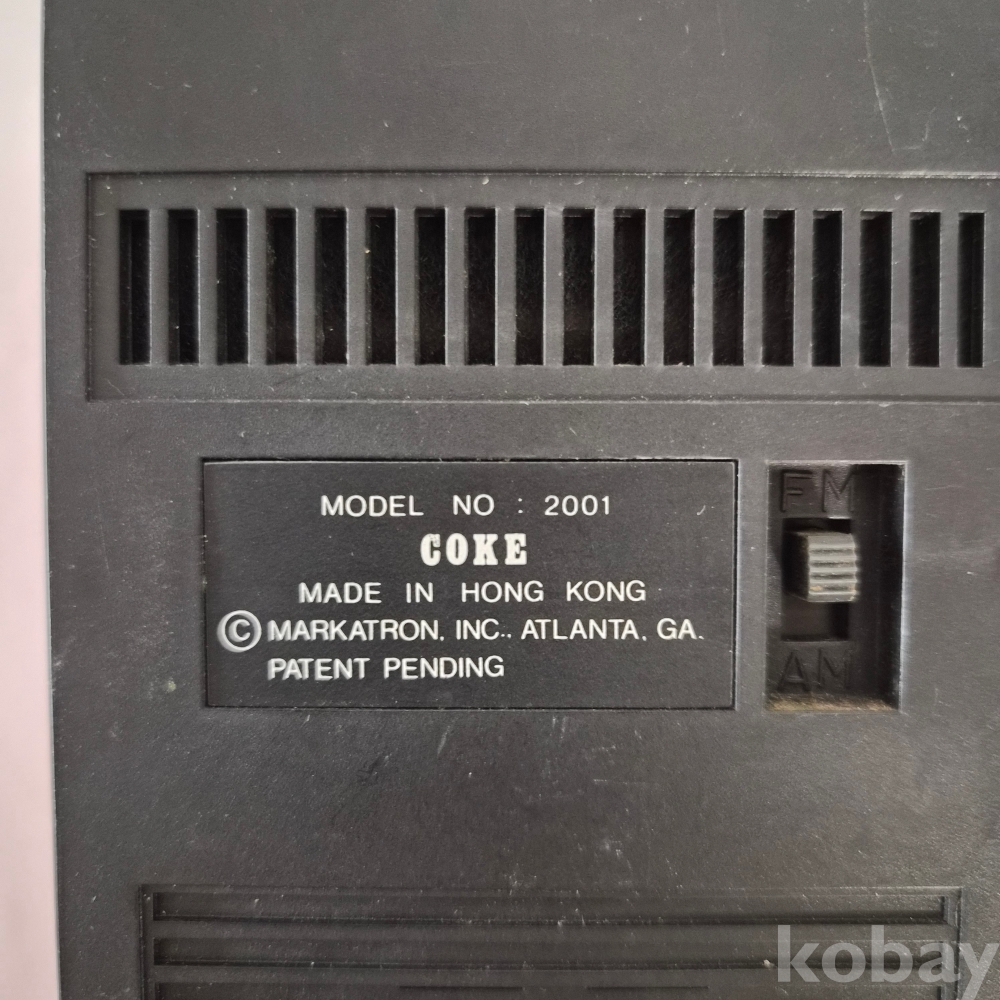 MODEL NO : 2001
COKE
MADE IN HONG KONG
© MARKATRON, INC., ATLANTA, GA.
PATENT PENDING
FM
AM
kobay